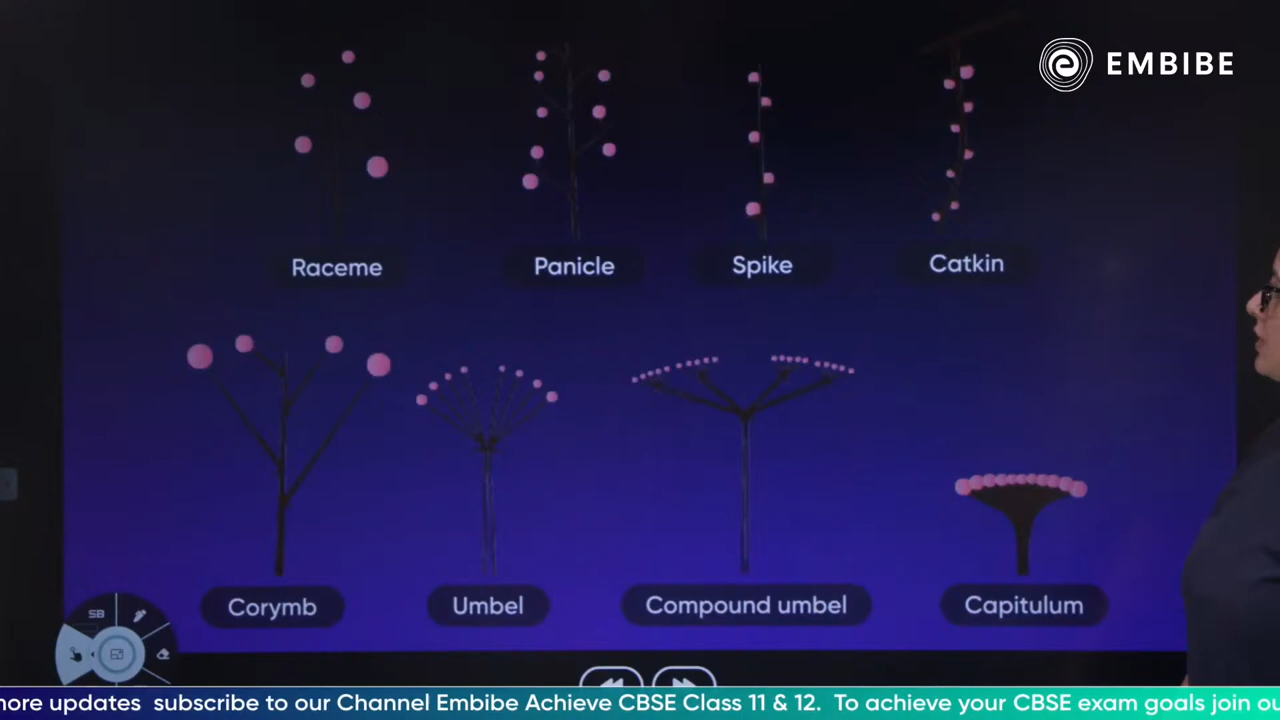 EMBIBE
Raceme
Panicle
Spike
Catkin
Corymb
Umbel
Compound umbel
Capitulum
SB
more updates subscribe to our Channel Embibe Achieve CBSE Class 11 & 12. To achieve your CBSE exam goals join ou